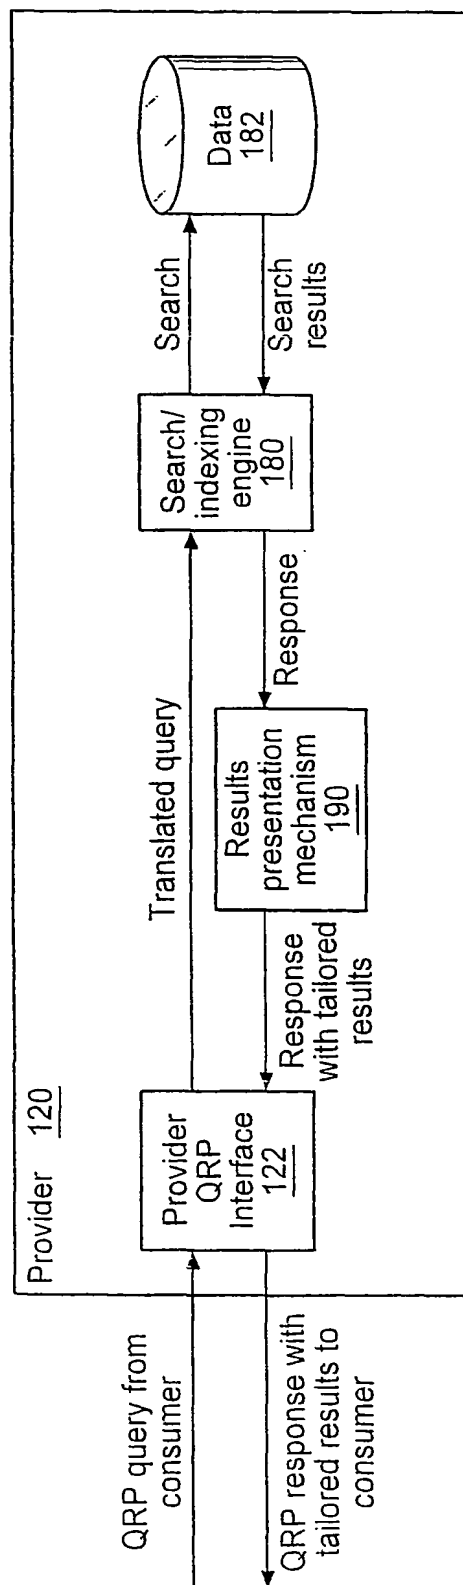 Provider 120
QRP query from
consumer
QRP response with
tailored results to
consumer
Provider
QRP
Interface
122
Translated query
Response
with tailored
results
Results
presentation
mechanism
190
Response
Search/
indexing
engine
180
Search
Search
results
Data
182